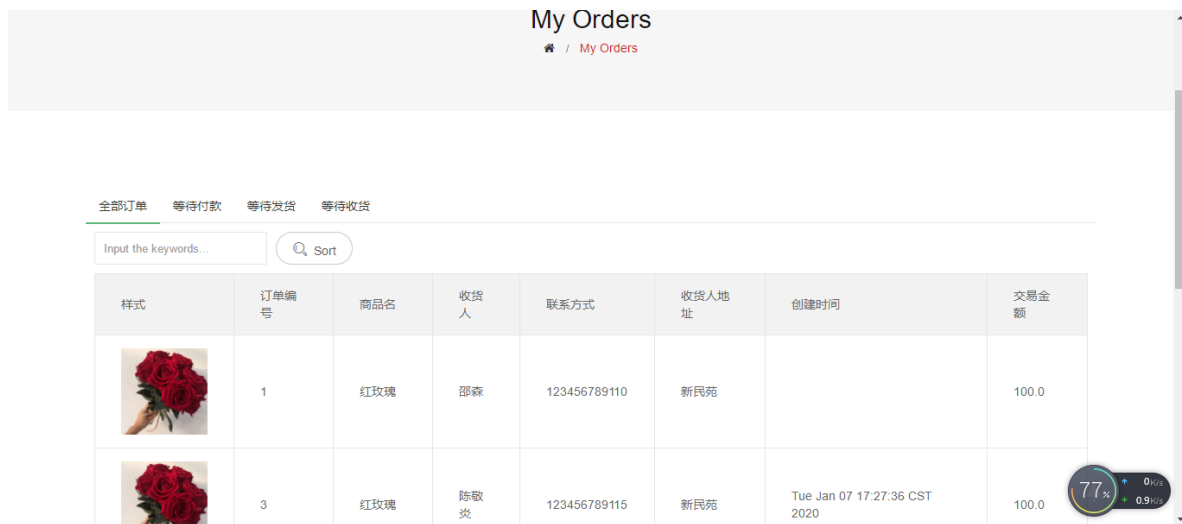 My Orders
/ My Orders
全部订单 等待付款 等待发货 等待收货
Input the keywords... Sort
样式 订单编号 商品名 收货人 联系方式 收货人地址 创建时间 交易金额
1 红玫瑰 邵森 123456789110 新民苑 100.0
3 红玫瑰 陈敬炎 123456789115 新民苑 Tue Jan 07 17:27:36 CST 2020 100.0
77% 0K/s
0.9K/s